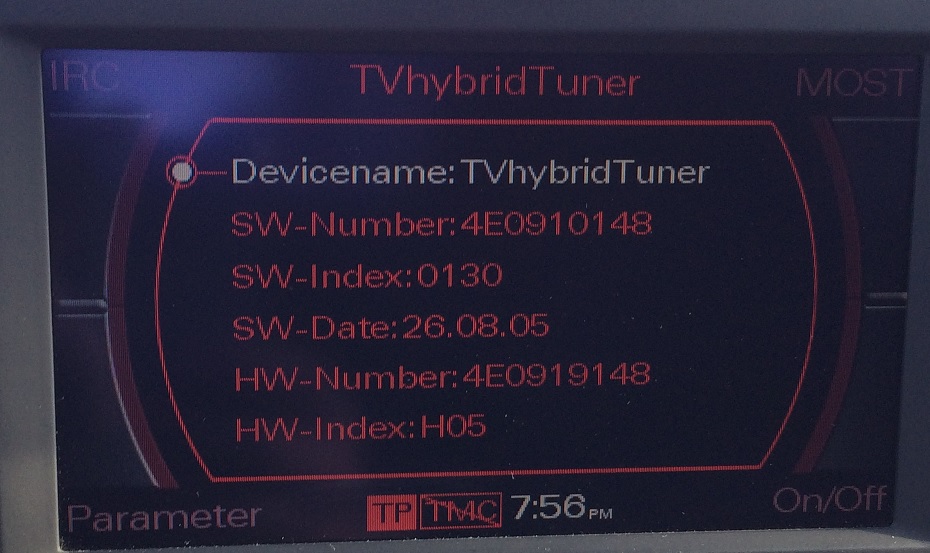 IRC TVhybridTuner MOST
Devicename:TVhybridTuner
SW-Number:4E0910148
SW-Index:0130
SW-Date:26.08.05
HW-Number:4E0919148
HW-Index:H05
Parameter TP TMC 7:56PM On/Off